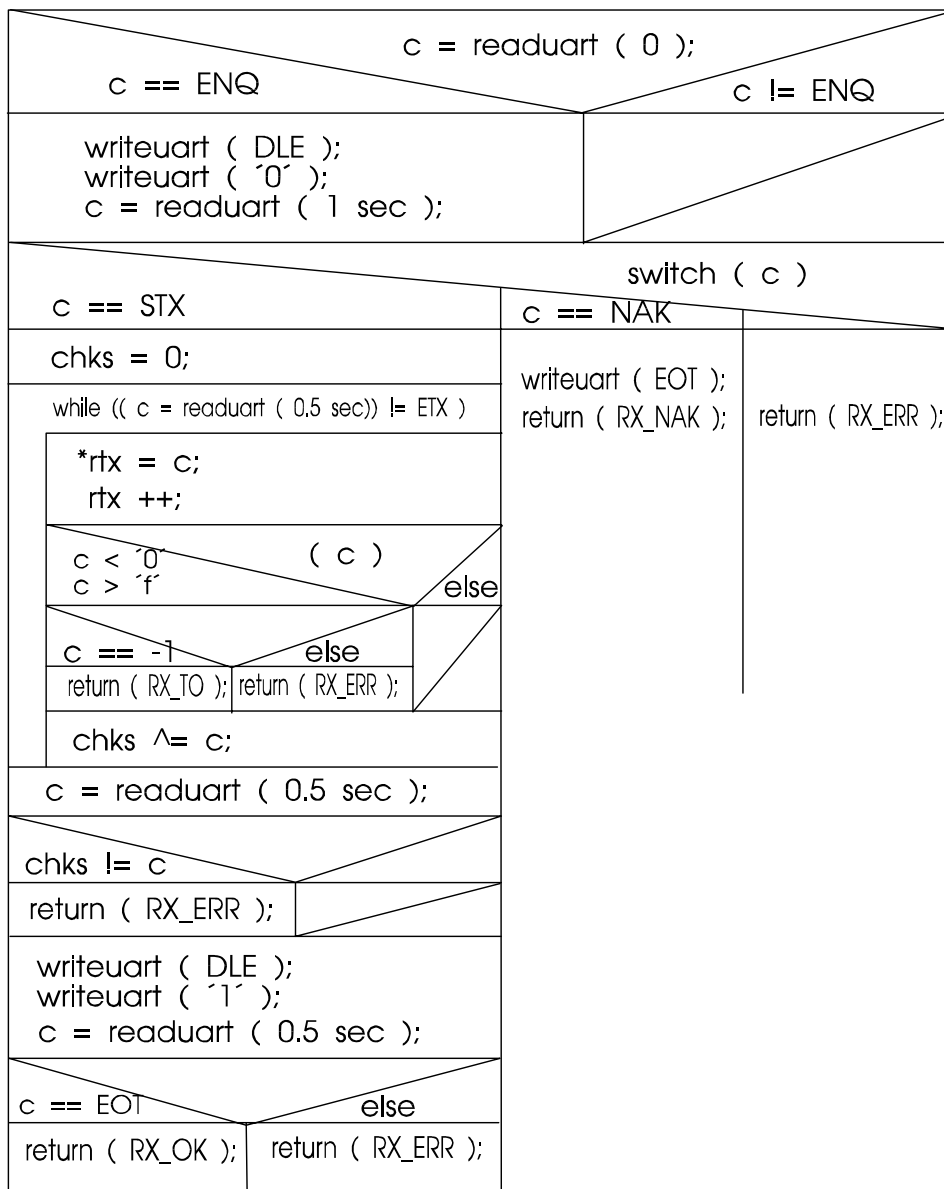 c = readuart ( 0 );
c == ENQ
c != ENQ
writeuart ( DLE );
writeuart ( ´0´ );
c = readuart ( 1 sec );
switch ( c )
c == STX
c == NAK
chks = 0;
writeuart ( EOT );
return ( RX_NAK );
return ( RX_ERR );
while (( c = readuart ( 0.5 sec)) != ETX )
*rtx = c;
rtx ++;
( c )
c < ´0´
c > ´f´
else
c == -1
else
return ( RX_TO );
return ( RX_ERR );
chks ^= c;
c = readuart ( 0.5 sec );
chks != c
return ( RX_ERR );
writeuart ( DLE );
writeuart ( ´1´ );
c = readuart ( 0.5 sec );
c == EOT
else
return ( RX_OK );
return ( RX_ERR );